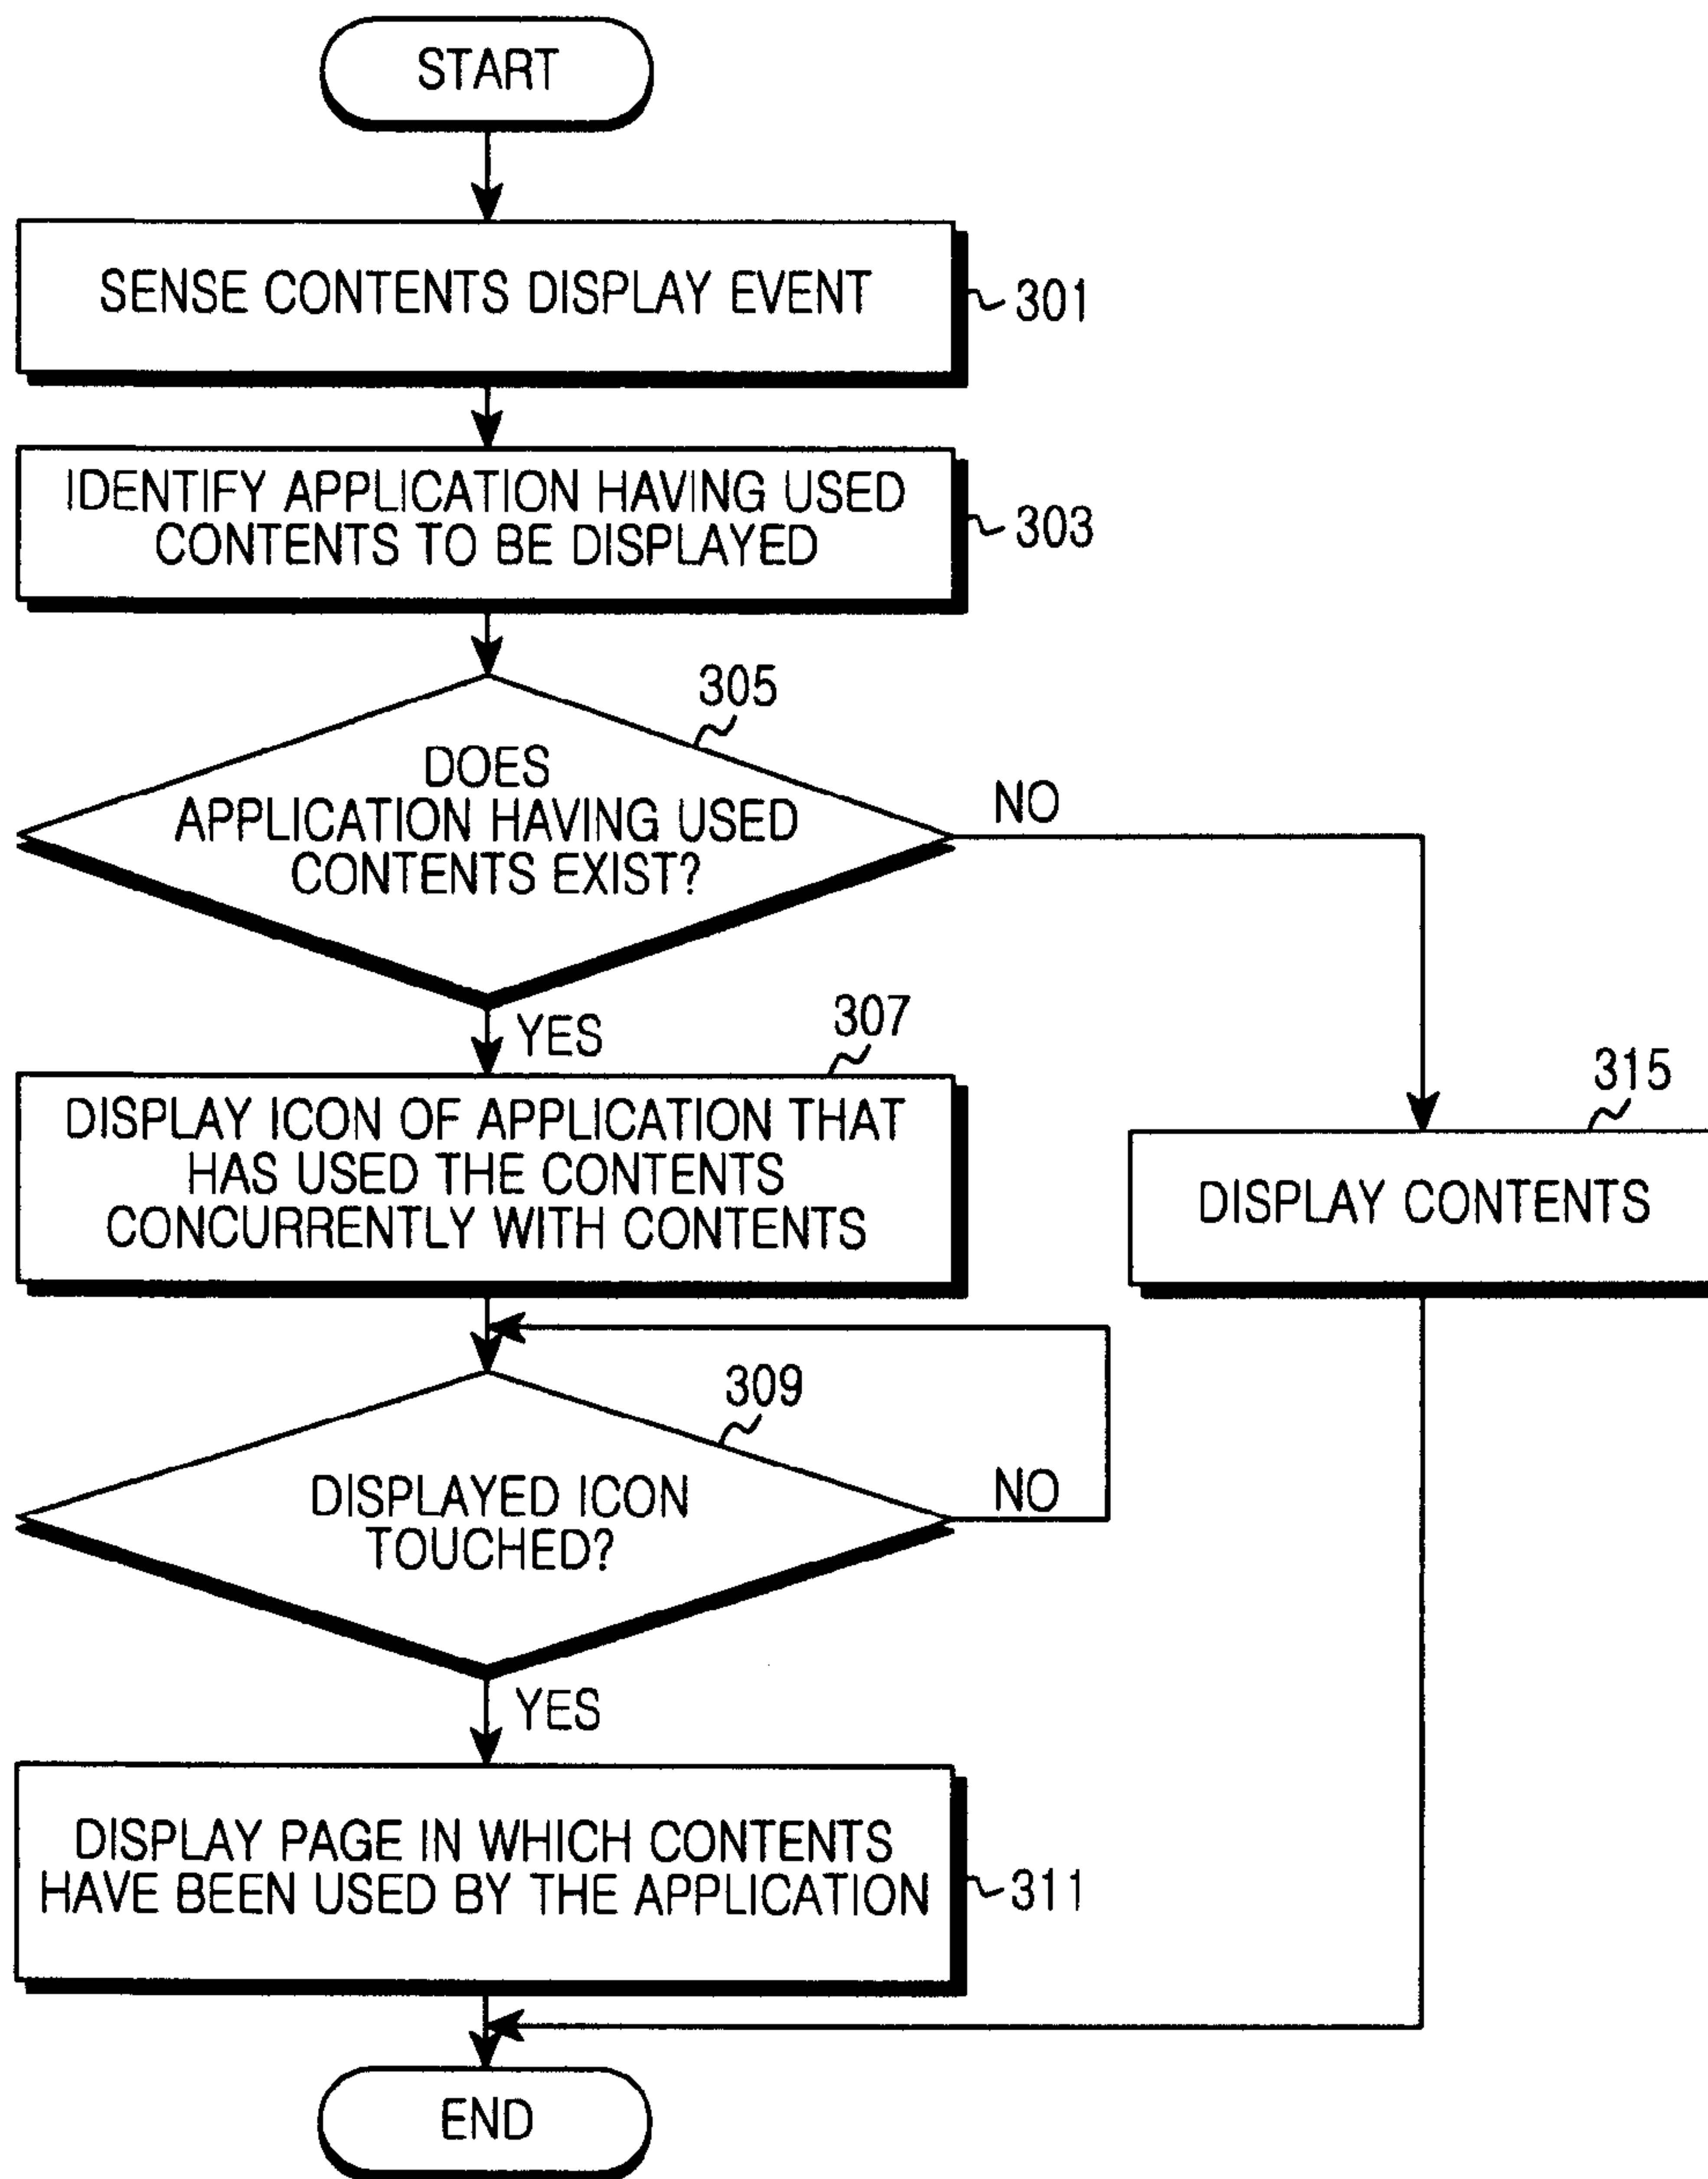 START
SENSE CONTENTS DISPLAY EVENT
301
IDENTIFY APPLICATION HAVING USED
CONTENTS TO BE DISPLAYED
303
305
DOES
APPLICATION HAVING USED
CONTENTS EXIST?
NO
YES
307
DISPLAY ICON OF APPLICATION THAT
HAS USED THE CONTENTS
CONCURRENTLY WITH CONTENTS
315
DISPLAY CONTENTS
309
DISPLAYED ICON
TOUCHED?
NO
YES
DISPLAY PAGE IN WHICH CONTENTS
HAVE BEEN USED BY THE APPLICATION
311
END